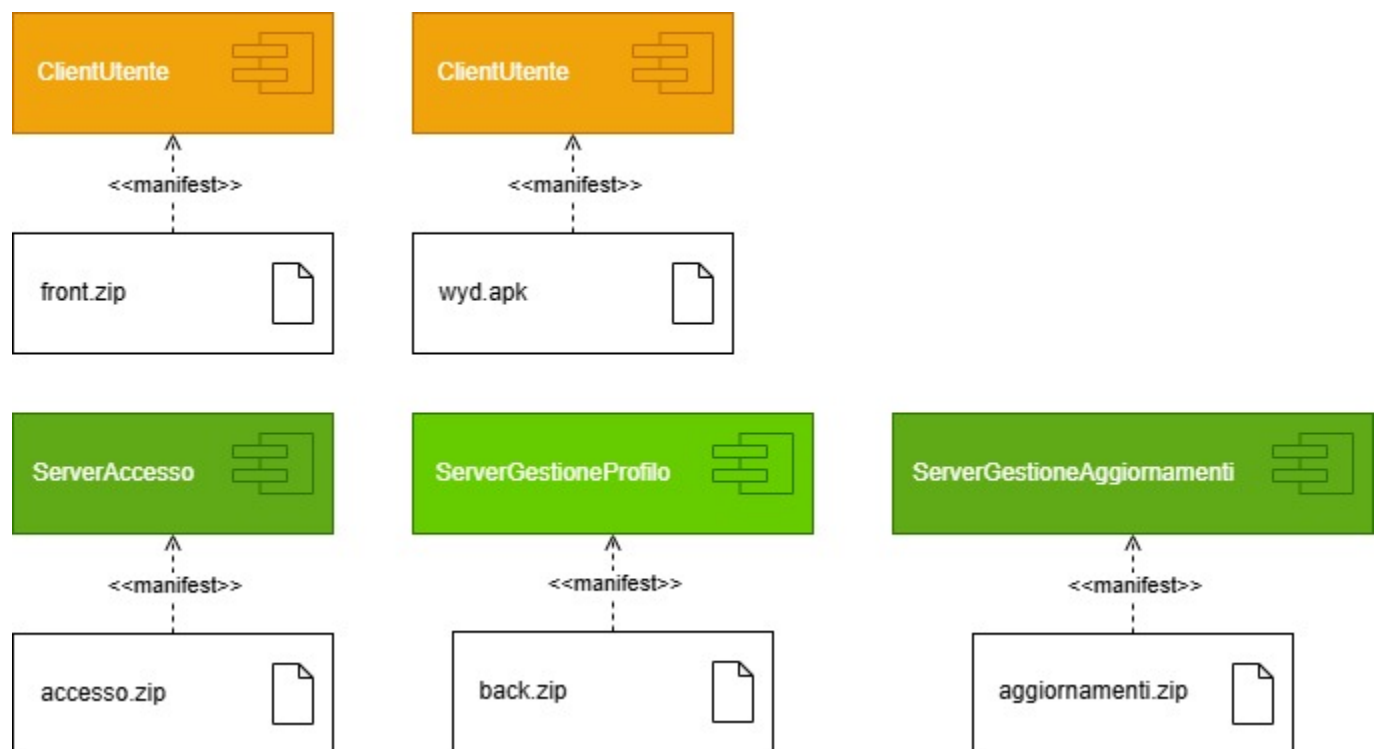 ClientUtente
ClientUtente
<<manifest>>
<<manifest>>
front.zip
wyd.apk
ServerAccesso
ServerGestioneProfilo
ServerGestioneAggiornamenti
<<manifest>>
<<manifest>>
<<manifest>>
accesso.zip
back.zip
aggiornamenti.zip